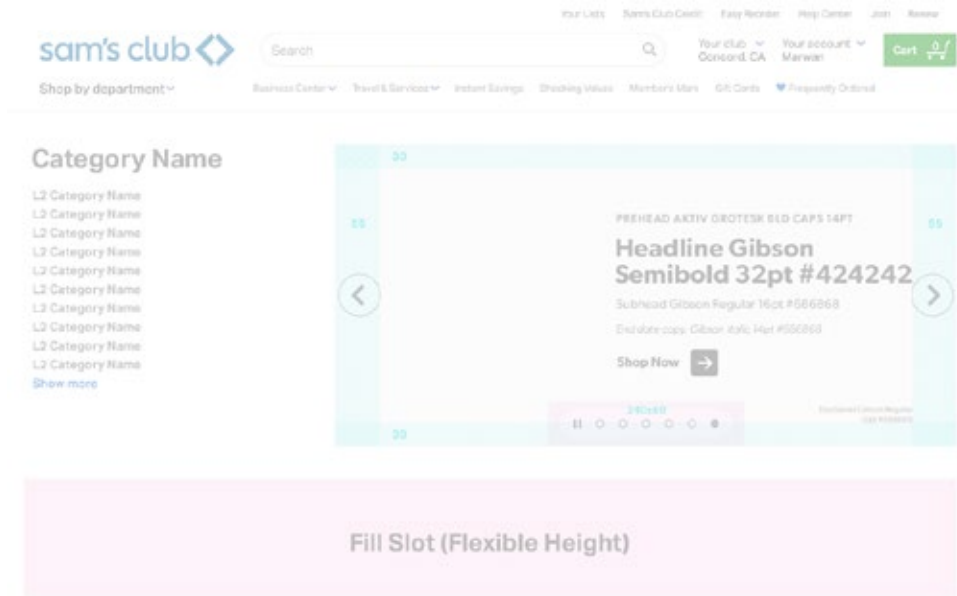 Your Lists Sam's Club Credit Easy Reorder Help Center Join Renew
sam's club
Search
Your club
Concord, CA
Your account
Marwan
Cart 0
Shop by department
Business Center Travel & Services Instant Savings Shocking Values Member's Mark Gift Cards Frequently Ordered
Category Name
L2 Category Name
L2 Category Name
L2 Category Name
L2 Category Name
L2 Category Name
L2 Category Name
L2 Category Name
L2 Category Name
L2 Category Name
L2 Category Name
Show more
PREHEAD AKTIV GROTESK BLD CAPS 14PT
Headline Gibson
Semibold 32pt #424242
Subhead Gibson Regular 16pt
copy, Gibson italic, 14pt
Shop Now
240x60
Fill Slot (Flexible Height)